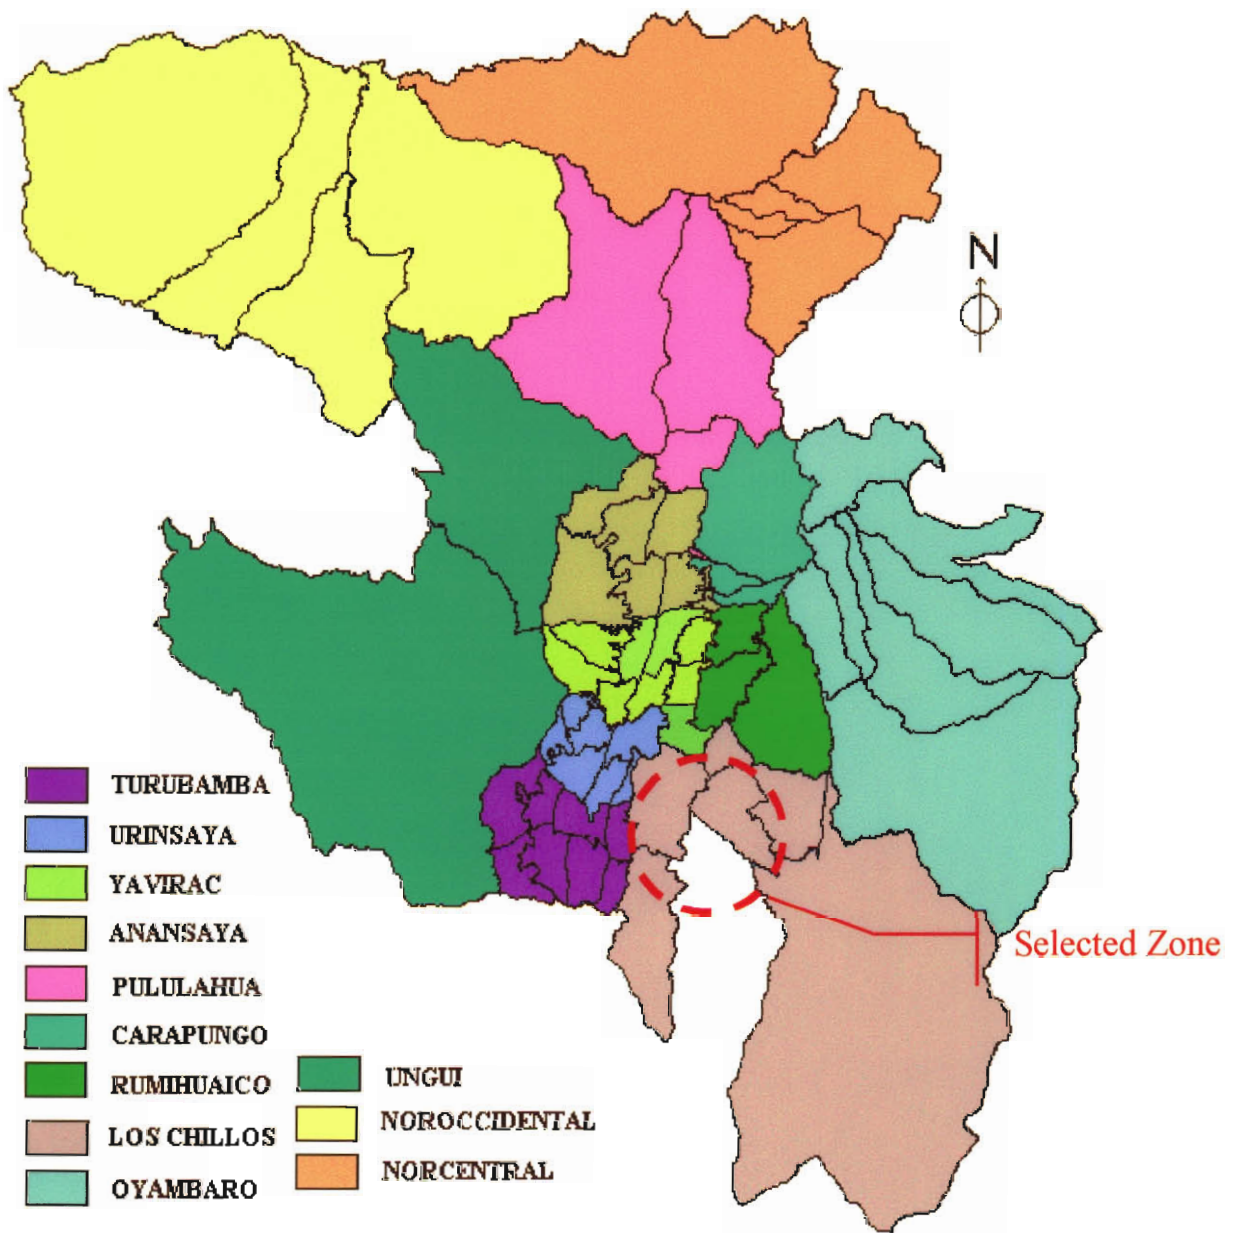 N
TURUBAMBA
URINSAYA
YAVIRAC
ANANSAYA
PULULAHUA
CARAPUNGO
RUMIHUAICO
LOS CHILLOS
OYAMBARO
UNGUI
NOROCCIDENTAL
NORCENTRAL
Selected Zone